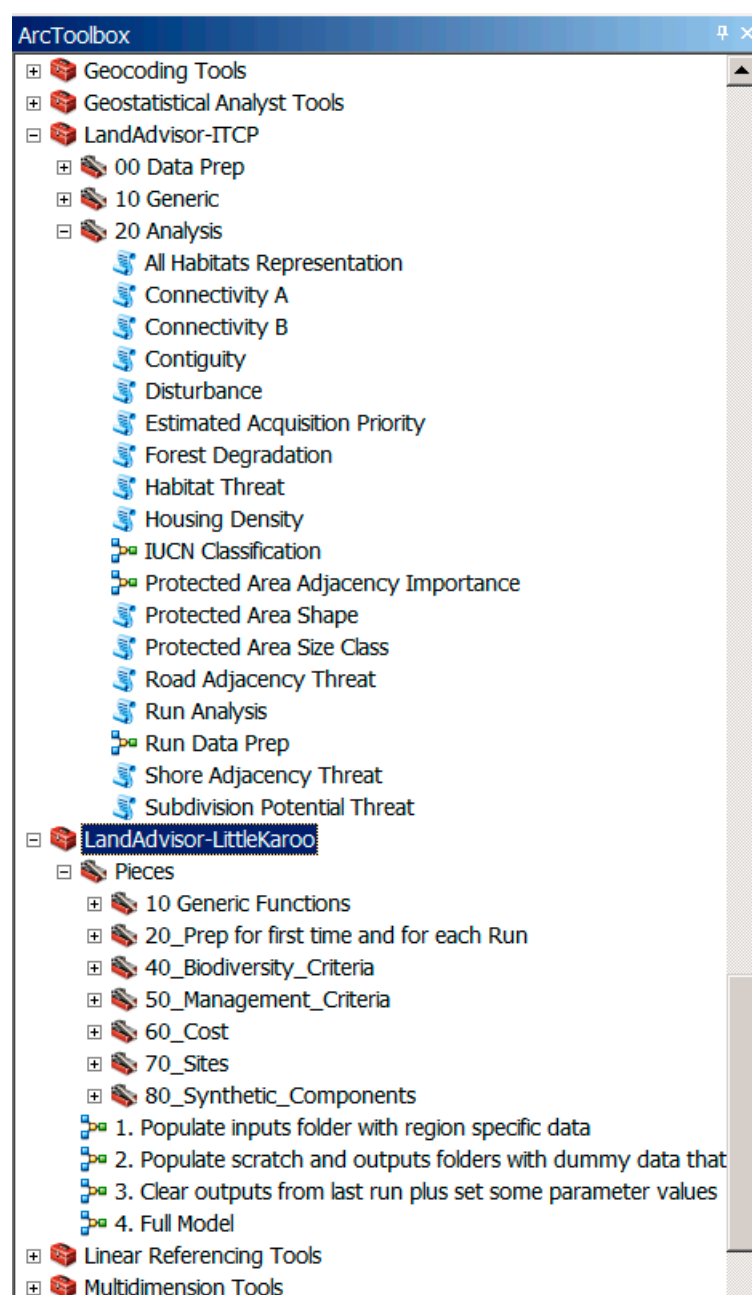 ArcToolbox
Geocoding Tools
Geostatistical Analyst Tools
LandAdvisor-ITCP
00 Data Prep
10 Generic
20 Analysis
All Habitats Representation
Connectivity A
Connectivity B
Contiguity
Disturbance
Estimated Acquisition Priority
Forest Degradation
Habitat Threat
Housing Density
IUCN Classification
Protected Area Adjacency Importance
Protected Area Shape
Protected Area Size Class
Road Adjacency Threat
Run Analysis
Run Data Prep
Shore Adjacency Threat
Subdivision Potential Threat
LandAdvisor-LittleKaroo
Pieces
10 Generic Functions
20_Prep for first time and for each Run
40_Biodiversity_Criteria
50_Management_Criteria
60_Cost
70_Sites
80_Synthetic_Components
1. Populate inputs folder with region specific data
2. Populate scratch and outputs folders with dummy data that
3. Clear outputs from last run plus set some parameter values
4. Full Model
Linear Referencing Tools
Multidimension Tools